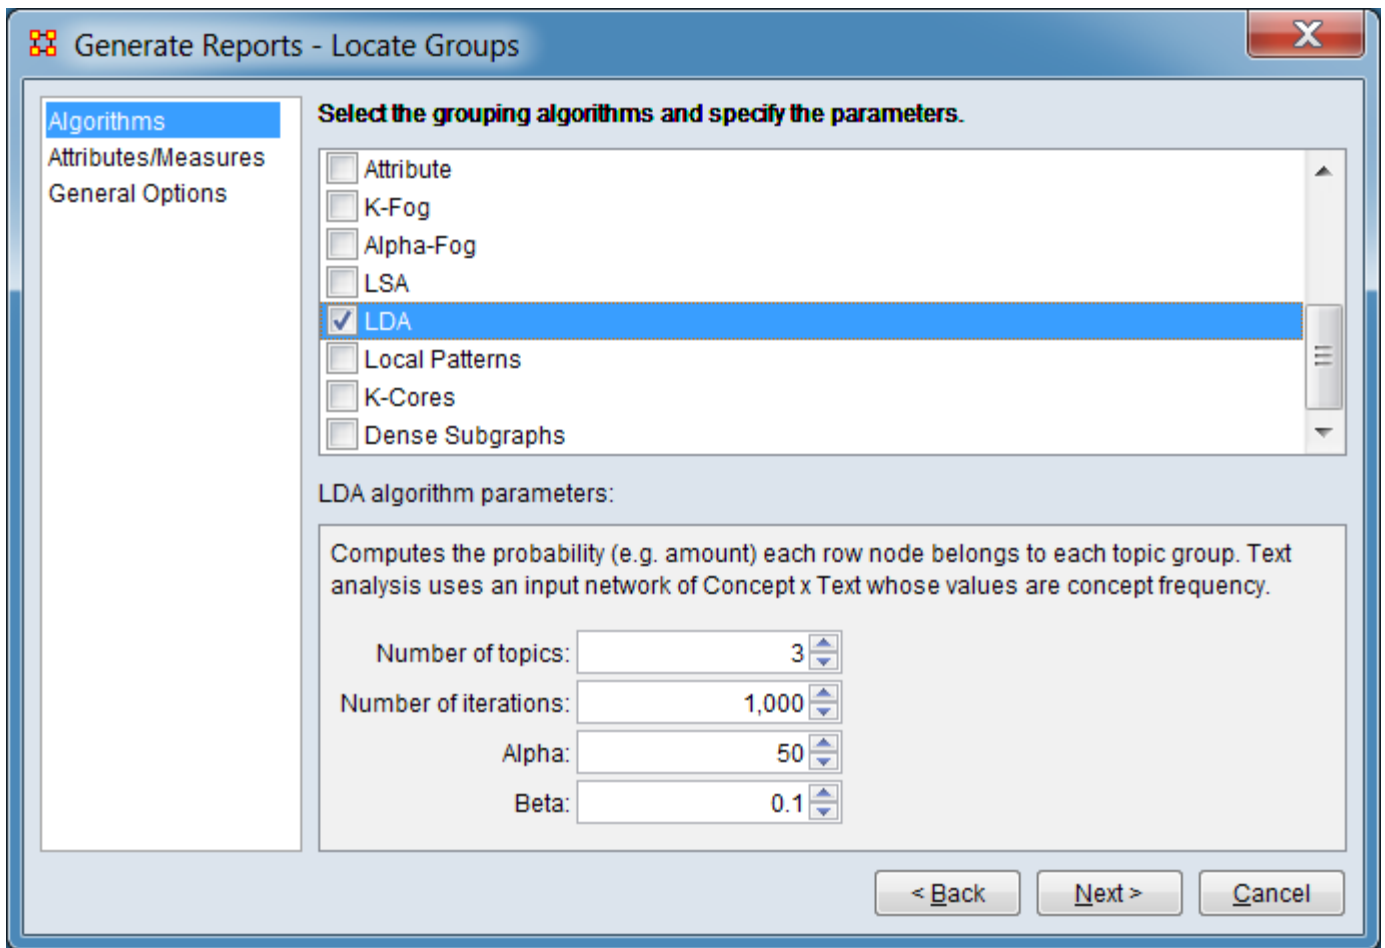 Generate Reports - Locate Groups
X
Algorithms
Attributes/Measures
General Options
Select the grouping algorithms and specify the parameters.
Attribute
K-Fog
Alpha-Fog
LSA
LDA
Local Patterns
K-Cores
Dense Subgraphs
LDA algorithm parameters:
Computes the probability (e.g. amount) each row node belongs to each topic group. Text
analysis uses an input network of Concept x Text whose values are concept frequency.
Number of topics: 3
Number of iterations: 1,000
Alpha: 50
Beta: 0.1
< Back Next > Cancel